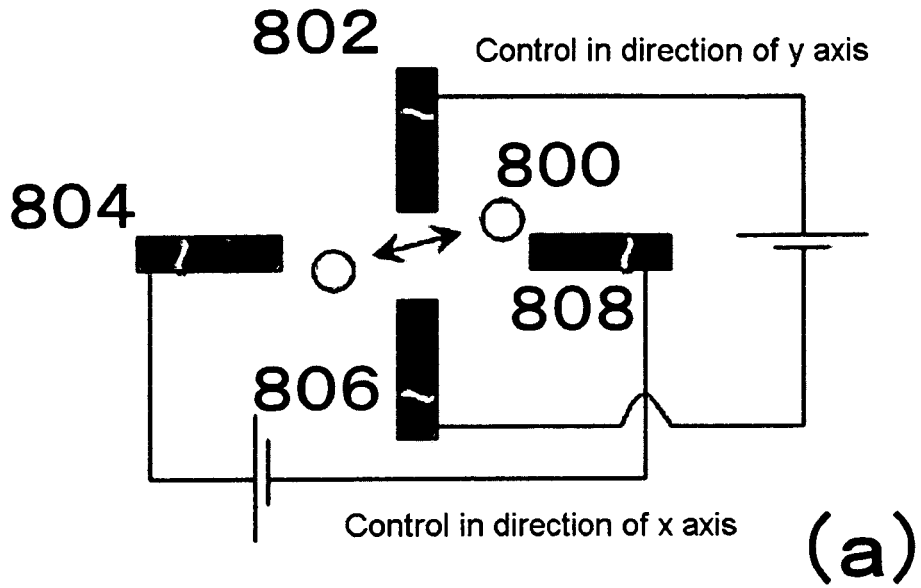 802
Control in direction of y axis
800
804
808
806
Control in direction of x axis
(a)